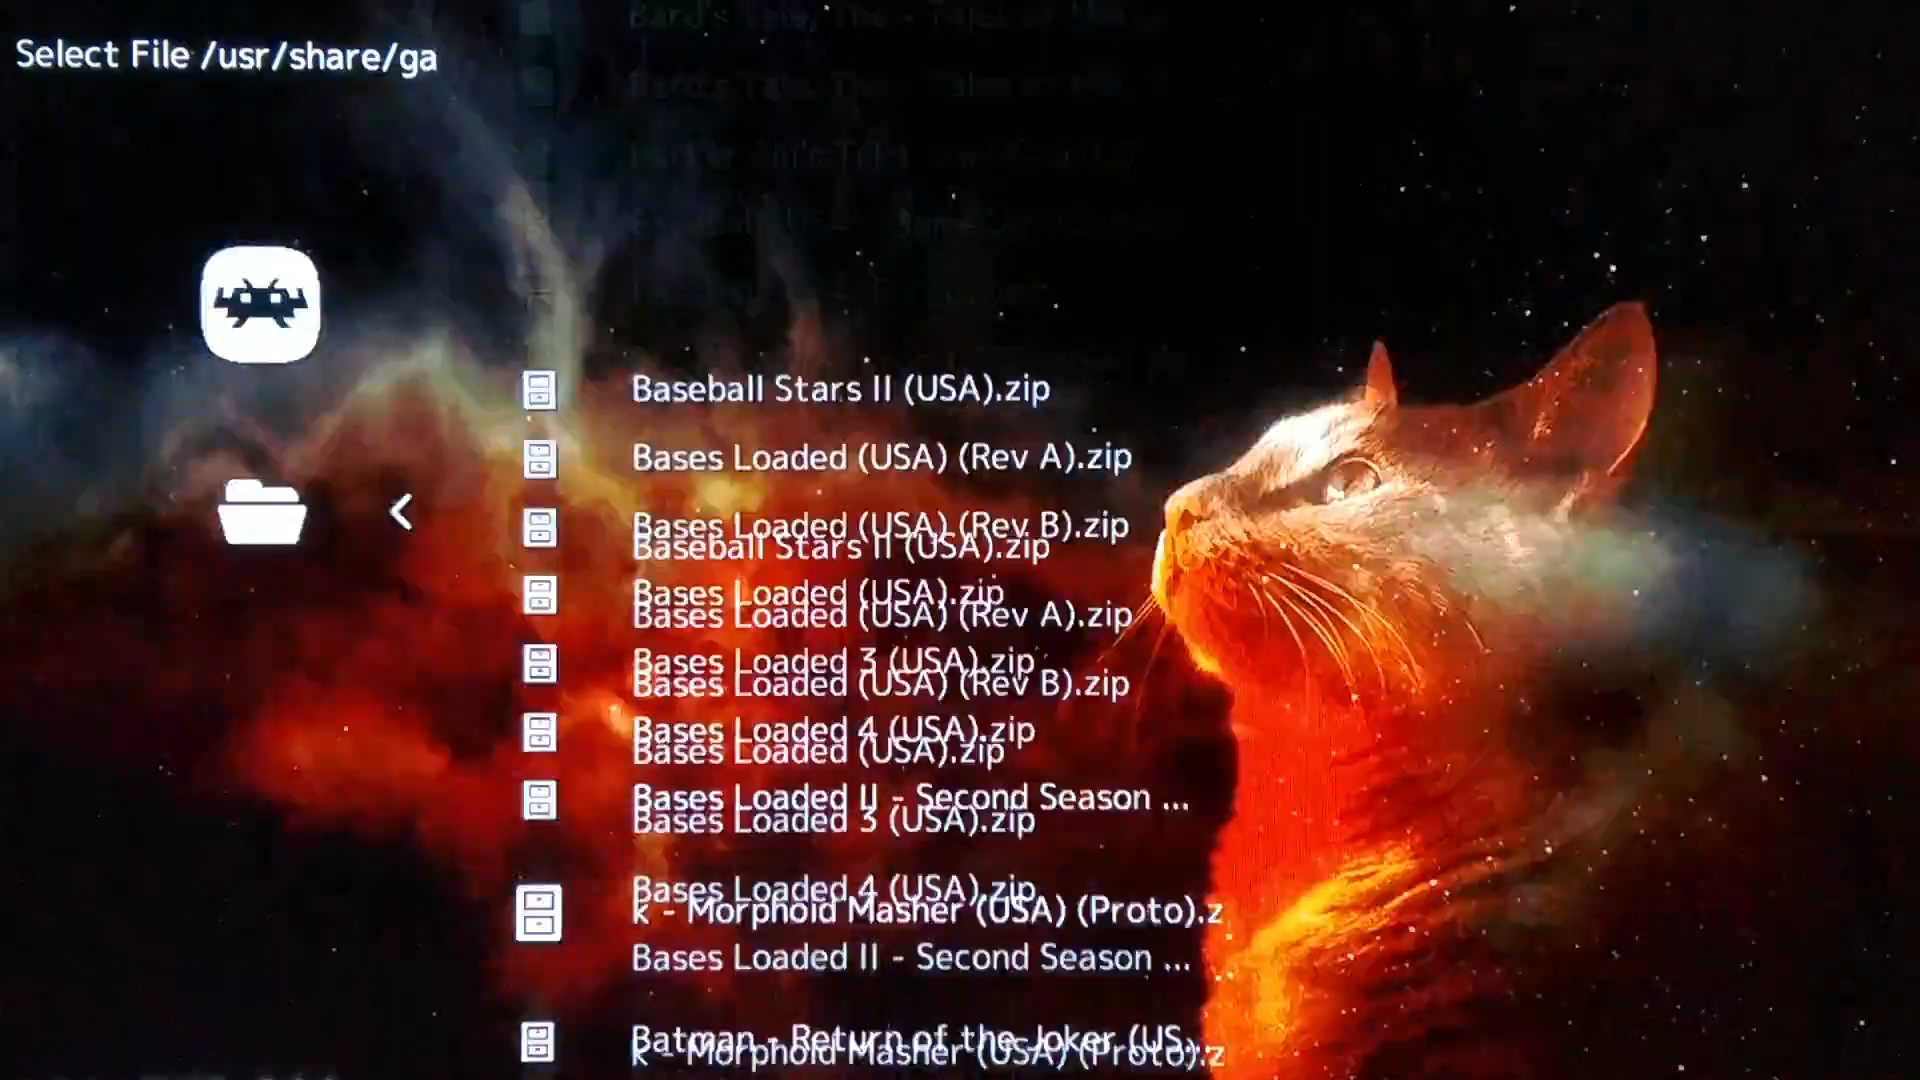 Select File /usr/share/ga
Baseball Stars II (USA).zip
Bases Loaded (USA) (Rev A).zip
Bases Loaded (USA) (Rev B).zip
Baseball Stars II (USA).zip
Bases Loaded (USA).zip
Bases Loaded (USA) (Rev A).zip
Bases Loaded 3 (USA).zip
Bases Loaded (USA) (Rev B).zip
Bases Loaded 4 (USA).zip
Bases Loaded (USA).zip
Bases Loaded II - Second Season ...
Bases Loaded 3 (USA).zip
Bases Loaded 4 (USA).zip
k - Morphoid Masher (USA) (Proto).z
Bases Loaded II - Second Season ...
Batman - Return of the Joker (US...
k - Morphoid Masher (USA) (Proto).z